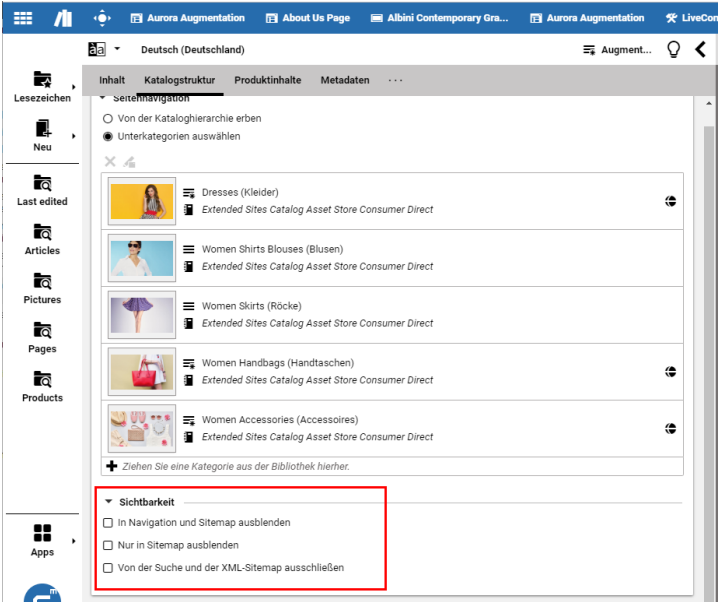 Aurora Augmentation
About Us Page
Albini Contemporary Gra...
Aurora Augmentation
LiveCon
àa
Deutsch (Deutschland)
Augment...
Lesezeichen
Neu
Last edited
Articles
Pictures
Pages
Products
Apps
Inhalt
Katalogstruktur
Produktinhalte
Metadaten
...
Seitennavigation
Von der Kataloghierarchie erben
Unterkategorien auswählen
Dresses (Kleider)
Extended Sites Catalog Asset Store Consumer Direct
Women Shirts Blouses (Blusen)
Extended Sites Catalog Asset Store Consumer Direct
Women Skirts (Röcke)
Extended Sites Catalog Asset Store Consumer Direct
Women Handbags (Handtaschen)
Extended Sites Catalog Asset Store Consumer Direct
Women Accessories (Accessoires)
Extended Sites Catalog Asset Store Consumer Direct
Ziehen Sie eine Kategorie aus der Bibliothek hierher.
Sichtbarkeit
In Navigation und Sitemap ausblenden
Nur in Sitemap ausblenden
Von der Suche und der XML-Sitemap ausschließen
m